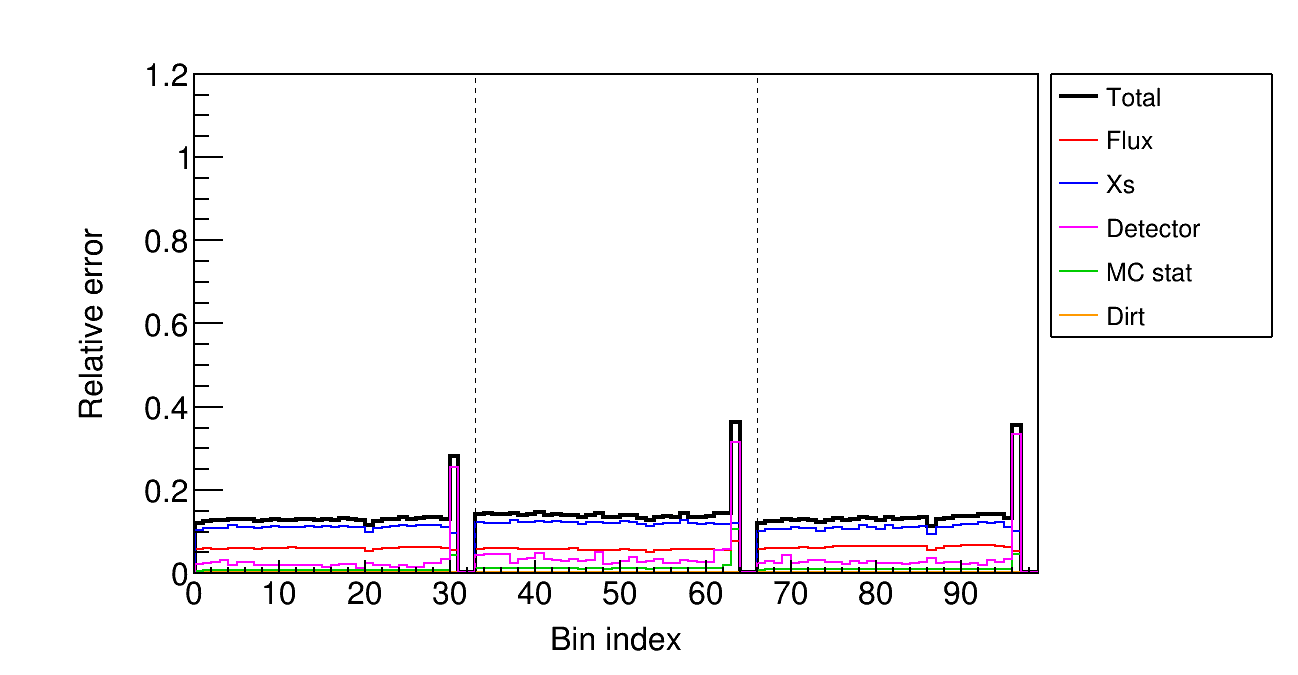 1.2
1
0.8
0.6
0.4
0.2
0
Relative error
0 10 20 30 40 50 60 70 80 90
Bin index
Total
Flux
Xs
Detector
MC stat
Dirt